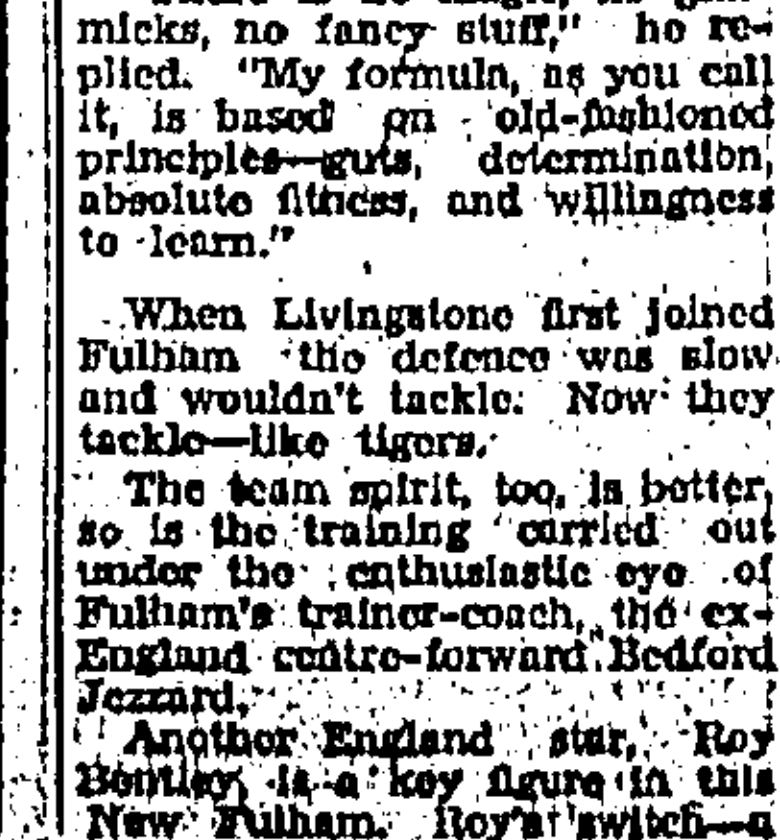 micks, no fancy stuff," he re-
plied. "My formula, as you call
it, is based on old-fashioned
principles—guts, determination,
absolute fitness, and willingness
to learn."
When Livingstone first joined
Fulham the defence was slow
and wouldn't tackle. Now they
tackle—like tigers.
The team spirit, too, is better,
so is the training carried out
under the enthusiastic eye of
Fulham's trainer-coach, the ex-
England centre-forward Bedford
Jezzard.
Another England star, Roy
Bentley, is a key figure in this
New Fulham. Roy's switch—a